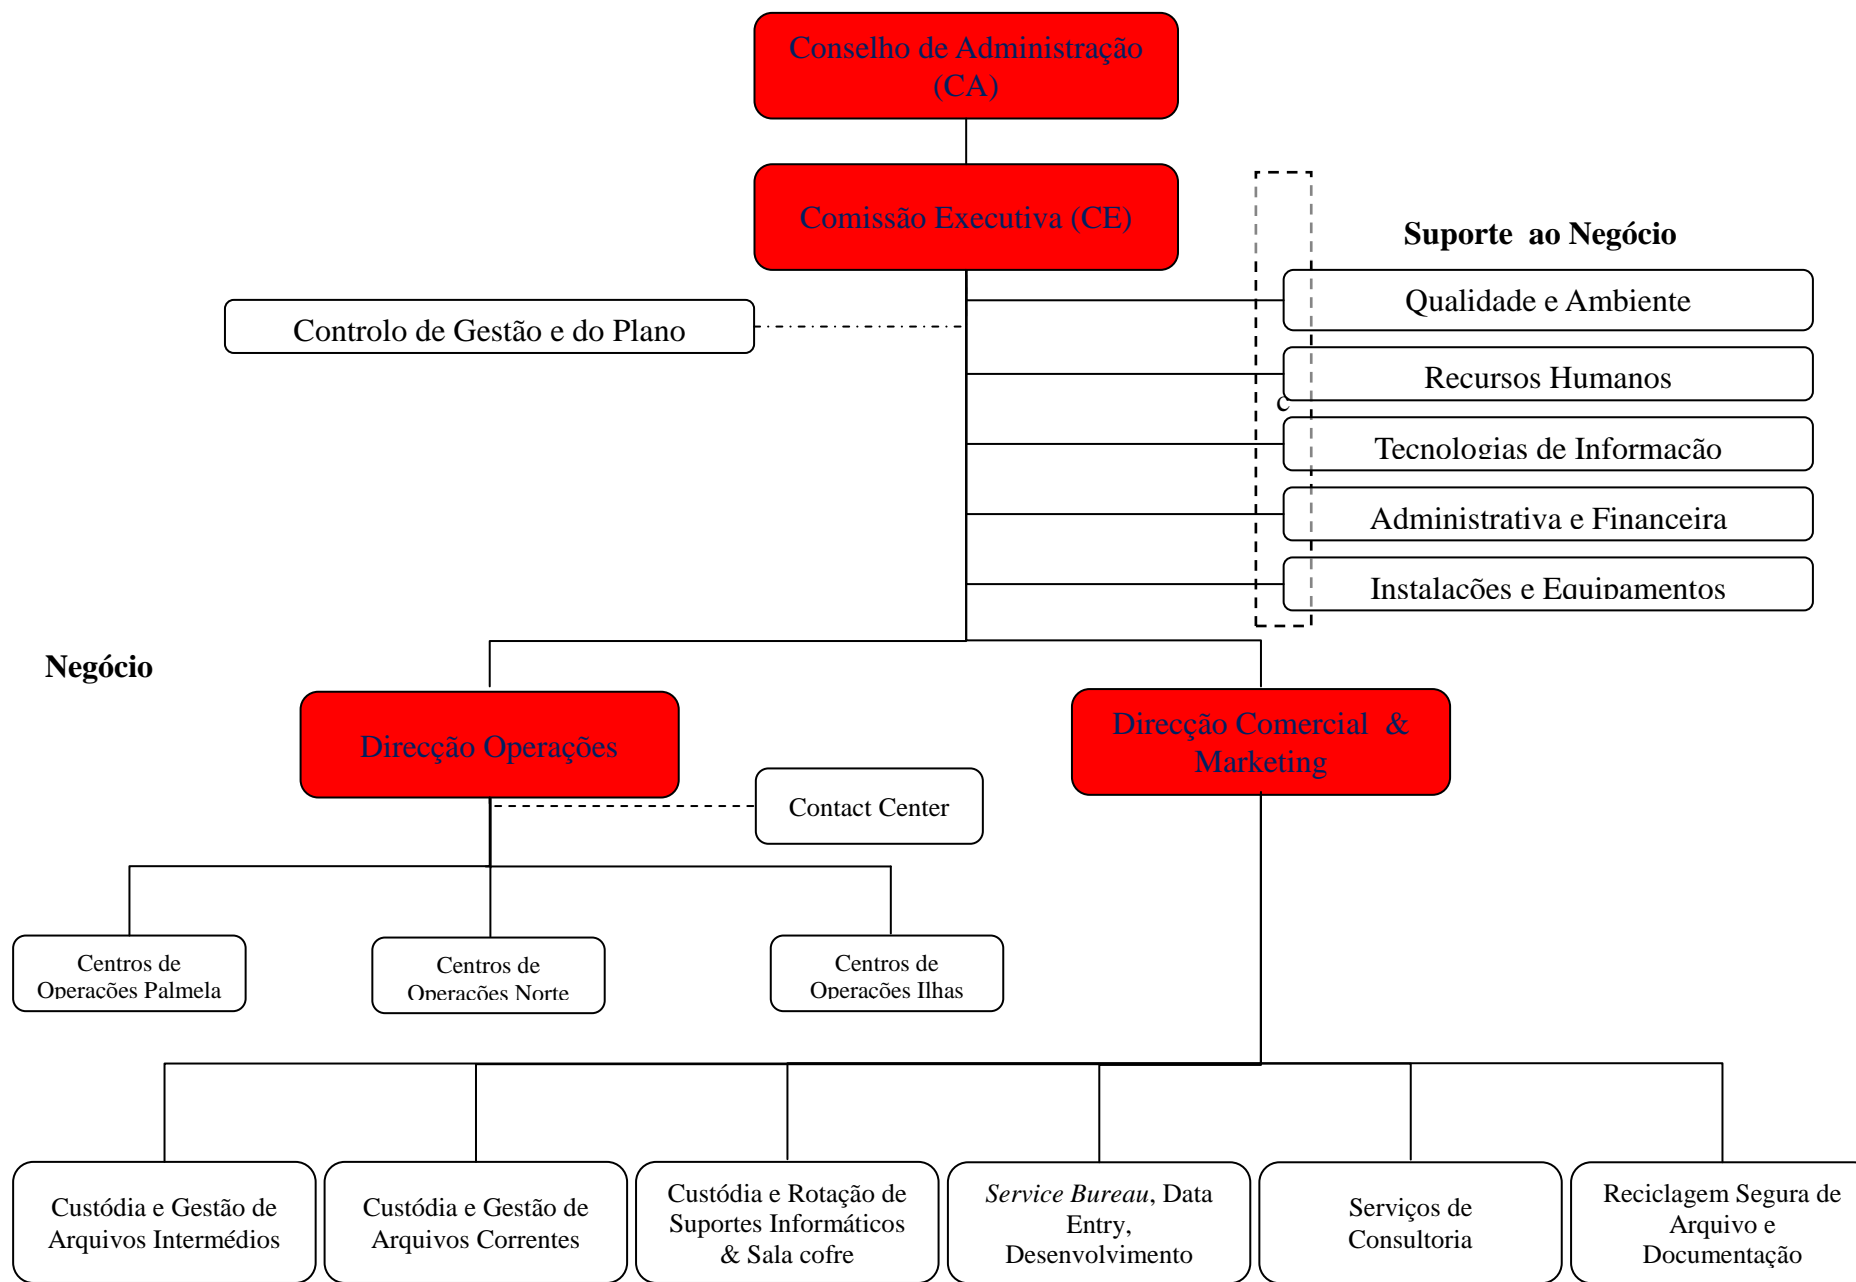 Conselho de Administração
(CA)
Comissão Executiva (CE)
Suporte ao Negócio
Qualidade e Ambiente
Controlo de Gestão e do Plano
Recursos Humanos
c
Tecnologias de Informação
Administrativa e Financeira
Instalações e Equipamentos
Negócio
Direcção Operações
Direcção Comercial &
Marketing
Contact Center
Centros de
Operações Palmela
Centros de
Operações Norte
Centros de
Operações Ilhas
Custódia e Gestão de
Arquivos Intermédios
Custódia e Gestão de
Arquivos Correntes
Custódia e Rotação de
Suportes Informáticos
& Sala cofre
Service Bureau, Data
Entry,
Desenvolvimento
Serviços de
Consultoria
Reciclagem Segura de
Arquivo e
Documentação